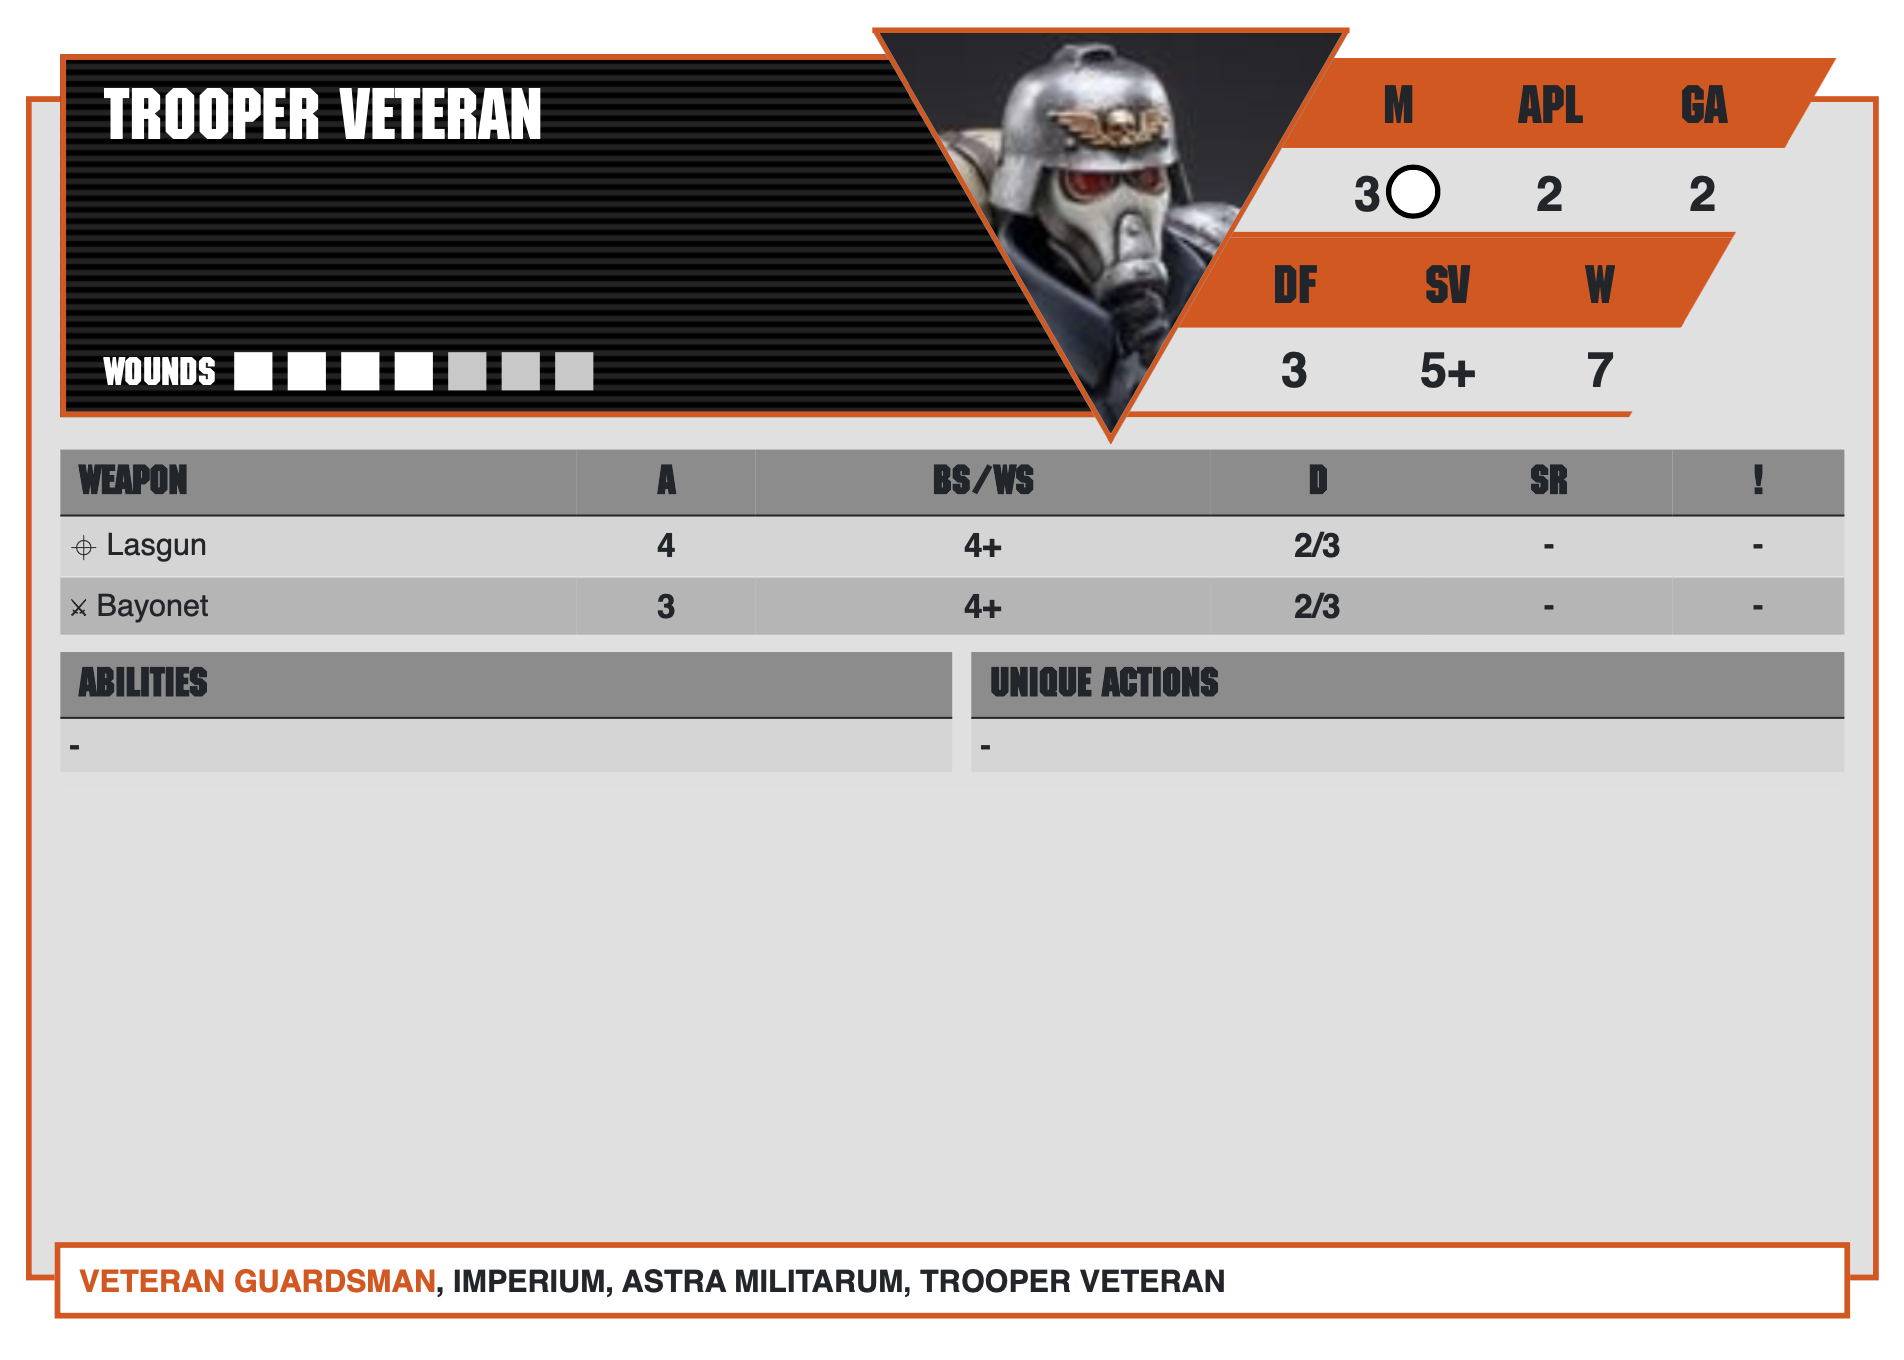 TROOPER VETERAN
M APL GA
3 2 2
DF SV W
3 5+ 7
WOUNDS
WEAPON A BS/WS D SR !
Lasgun 4 4+ 2/3 - -
Bayonet 3 4+ 2/3 - -
ABILITIES UNIQUE ACTIONS
- -
VETERAN GUARDSMAN, IMPERIUM, ASTRA MILITARUM, TROOPER VETERAN